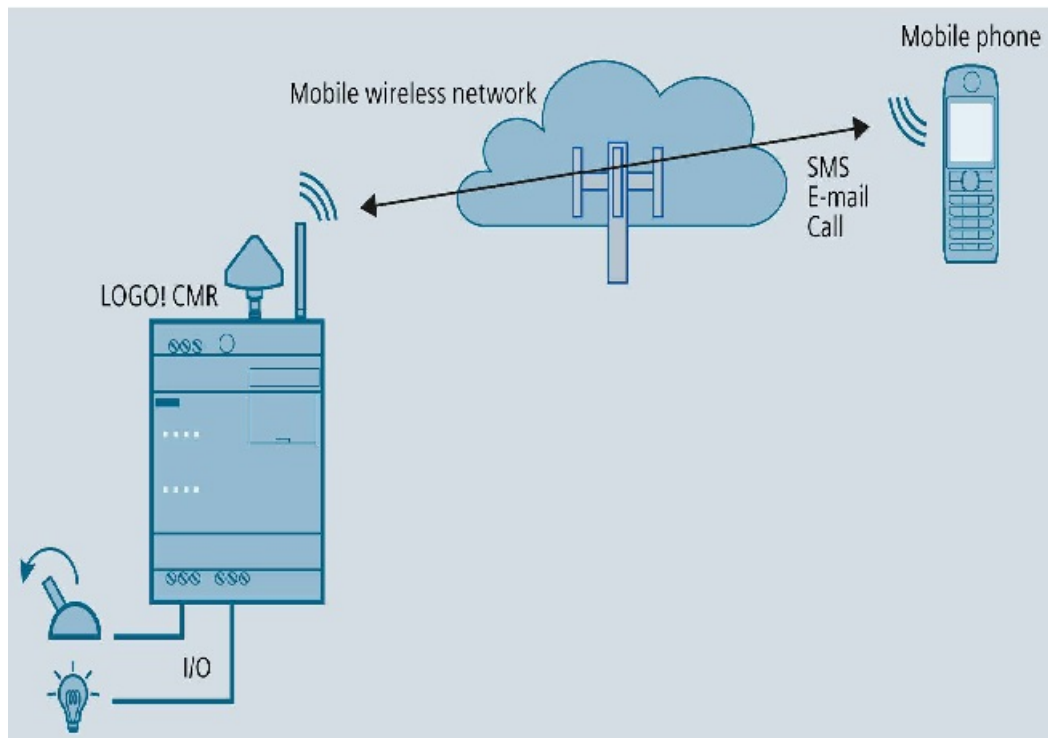 Mobile phone
Mobile wireless network
SMS
E-mail
Call
LOGO! CMR
I/O